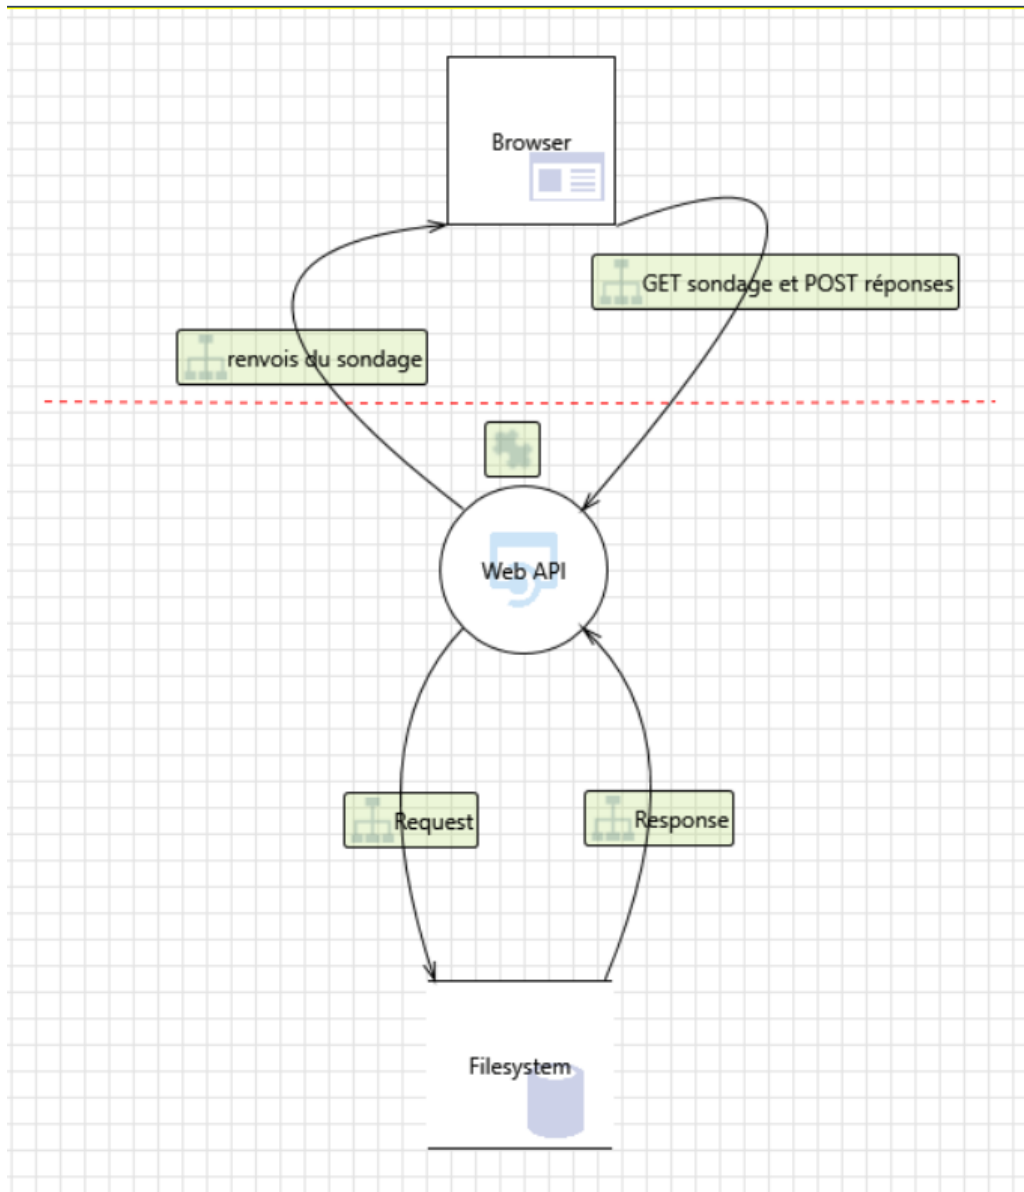 Browser
GET sondage et POST réponses
renvois du sondage
Web API
Request
Response
Filesystem